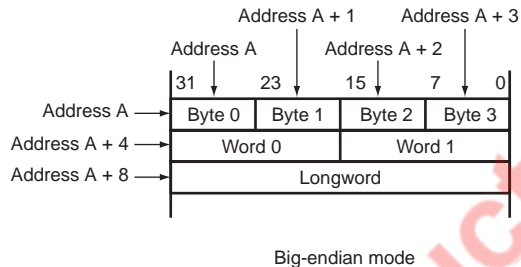 Address A + 1 Address A + 3
Address A Address A + 2
31 23 15 7 0
Address A Byte 0 Byte 1 Byte 2 Byte 3
Address A + 4 Word 0 Word 1
Address A + 8 Longword
Big-endian mode